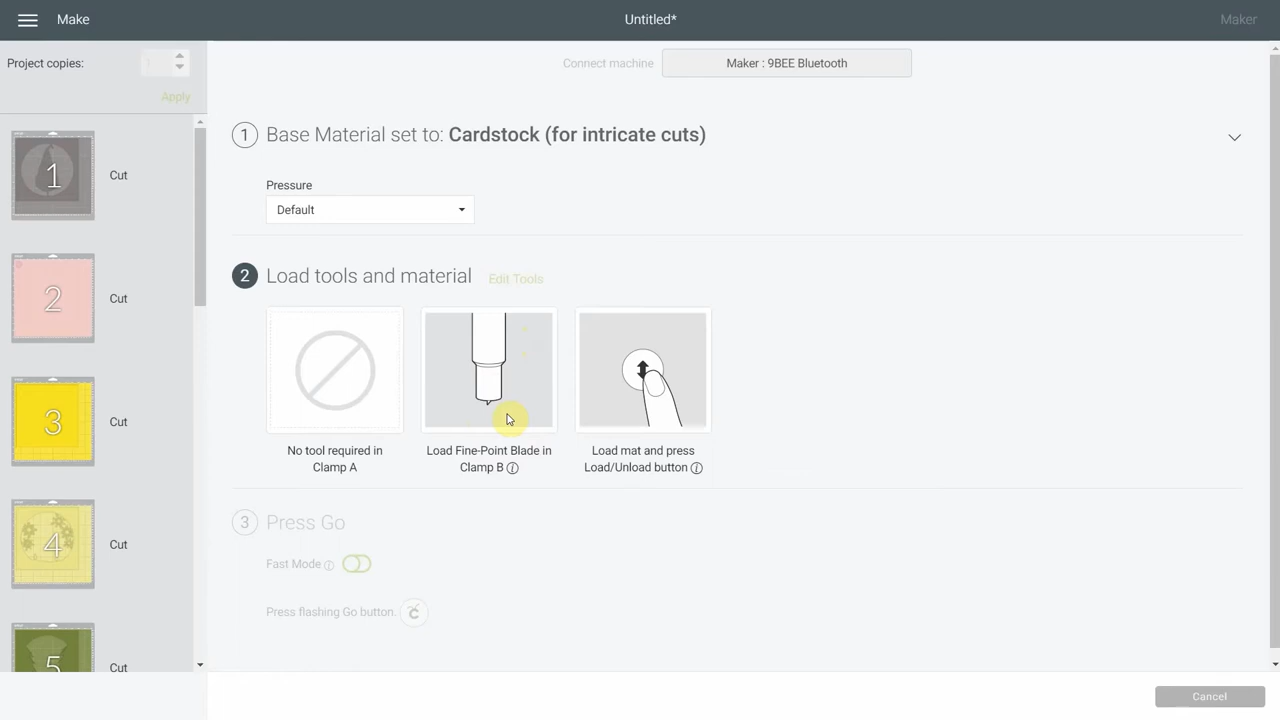 Make
Untitled*
Maker
Project copies:
1
Apply
Connect machine
Maker : 9BEE Bluetooth
1
Cut
2
Cut
3
Cut
4
Cut
5
Cut
1 Base Material set to: Cardstock (for intricate cuts)
Pressure
Default
2 Load tools and material Edit Tools
No tool required in
Clamp A
Load Fine-Point Blade in
Clamp B
Load mat and press
Load/Unload button
3 Press Go
Fast Mode
Press flashing Go button.
Cancel